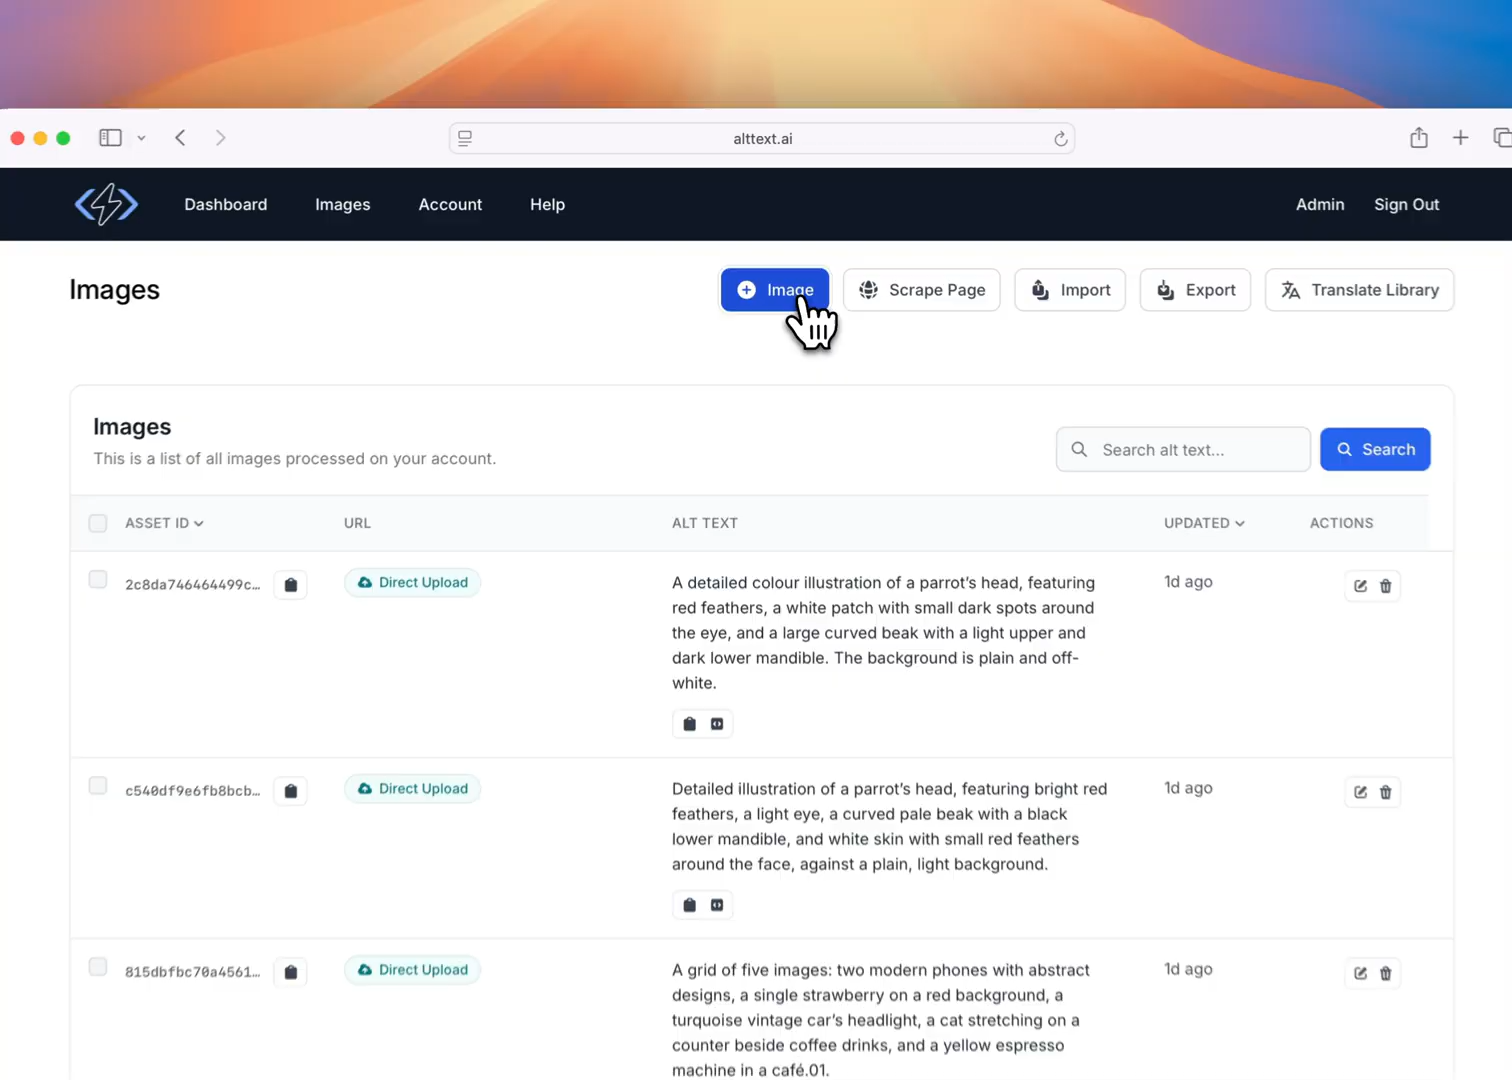 alttext.ai
Dashboard Images Account Help Admin Sign Out
Images
Image Scrape Page Import Export Translate Library
Images
This is a list of all images processed on your account.
Search alt text... Search
ASSET ID URL ALT TEXT UPDATED ACTIONS
2c8da746464499c… Direct Upload A detailed colour illustration of a parrot’s head, featuring 1d ago
red feathers, a white patch with small dark spots around
the eye, and a large curved beak with a light upper and
dark lower mandible. The background is plain and off-
white.
c540df9e6fb8bcb… Direct Upload Detailed illustration of a parrot’s head, featuring bright red 1d ago
feathers, a light eye, a curved pale beak with a black
lower mandible, and white skin with small red feathers
around the face, against a plain, light background.
815dbfbc70a4561… Direct Upload A grid of five images: two modern phones with abstract 1d ago
designs, a single strawberry on a red background, a
turquoise vintage car’s headlight, a cat stretching on a
counter beside coffee drinks, and a yellow espresso
machine in a café.01.